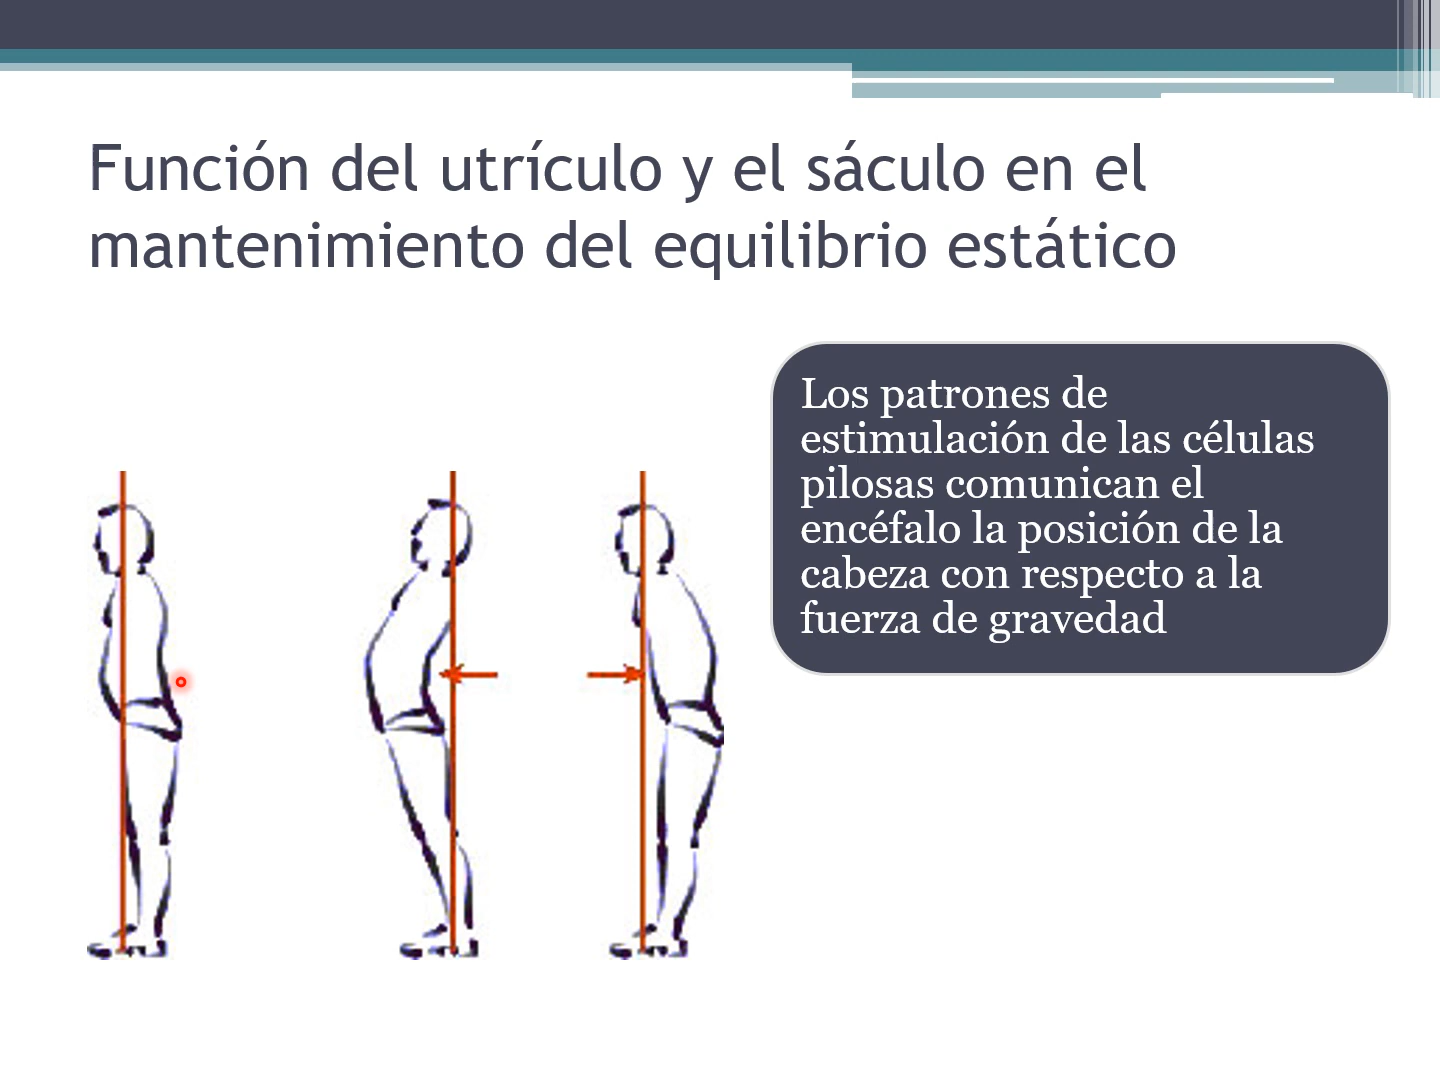 Función del utrículo y el sáculo en el
mantenimiento del equilibrio estático
Los patrones de
estimulación de las células
pilosas comunican el
encéfalo la posición de la
cabeza con respecto a la
fuerza de gravedad